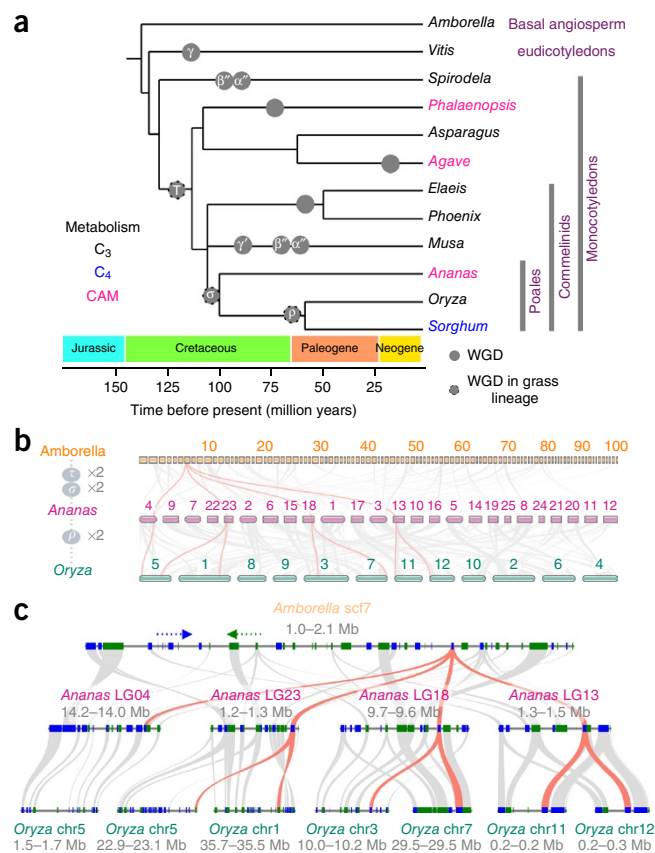 a
Amborella Basal angiosperm
Vitis eudicotyledons
γ
Spirodela
β″ α″
Phalaenopsis
Asparagus
Agave
τ
Elaeis
Phoenix
Musa
γ′ β″ α″
Ananas
σ
Oryza
ρ
Sorghum
Poales
Commelinids
Monocotyledons
Metabolism
C3
C4
CAM
Jurassic Cretaceous Paleogene Neogene
150 125 100 75 50 25
Time before present (million years)
WGD
WGD in grass
lineage
b
Amborella 10 20 30 40 50 60 70 80 90 100
τ ×2
σ ×2
Ananas 4 9 7 22 23 2 6 15 18 1 17 3 13 10 16 5 14 19 25 8 24 21 20 11 12
ρ ×2
Oryza 5 1 8 9 3 7 11 12 10 2 6 4
c
Amborella scf7
1.0–2.1 Mb
Ananas LG04 Ananas LG23 Ananas LG18 Ananas LG13
14.2–14.0 Mb 1.2–1.3 Mb 9.7–9.6 Mb 1.3–1.5 Mb
Oryza chr5 Oryza chr5 Oryza chr1 Oryza chr3 Oryza chr7 Oryza chr11 Oryza chr12
1.5–1.7 Mb 22.9–23.1 Mb 35.7–35.5 Mb 10.0–10.2 Mb 29.5–29.5 Mb 0.2–0.2 Mb 0.2–0.3 Mb